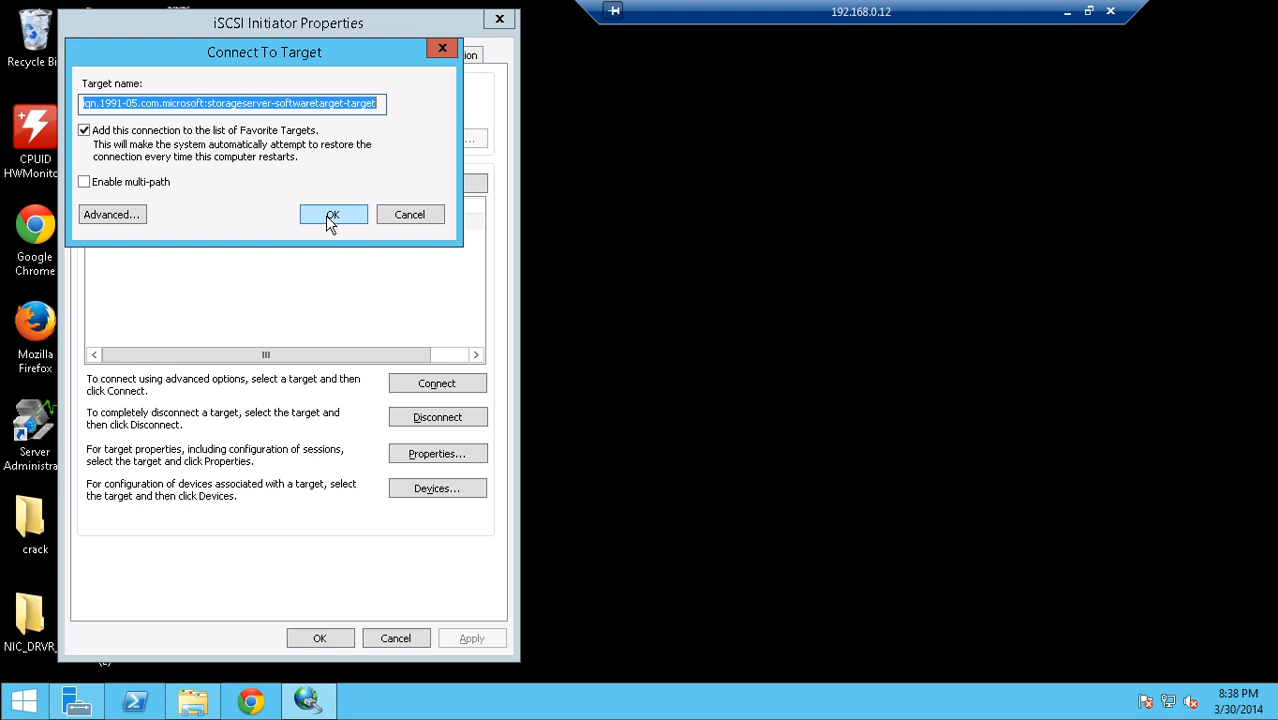 192.168.0.12
iSCSI Initiator Properties
Connect To Target
Target name:
iqn.1991-05.com.microsoft:storageserver-softwaretarget-target
Add this connection to the list of Favorite Targets.
This will make the system automatically attempt to restore the
connection every time this computer restarts.
Enable multi-path
Advanced...
OK
Cancel
ion
...
To connect using advanced options, select a target and then
click Connect.
Connect
To completely disconnect a target, select the target and
then click Disconnect.
Disconnect
For target properties, including configuration of sessions,
select the target and click Properties.
Properties...
For configuration of devices associated with a target, select
the target and then click Devices.
Devices...
OK
Cancel
Apply
Recycle Bi
CPUID
HWMonito
Google
Chrome
Mozilla
Firefox
Server
Administra
crack
NIC_DRVR_
8:38 PM
3/30/2014